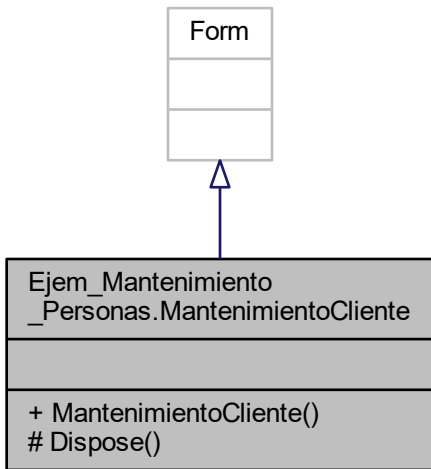 Form
Ejem_Mantenimiento
_Personas.MantenimientoCliente
+ MantenimientoCliente()
# Dispose()